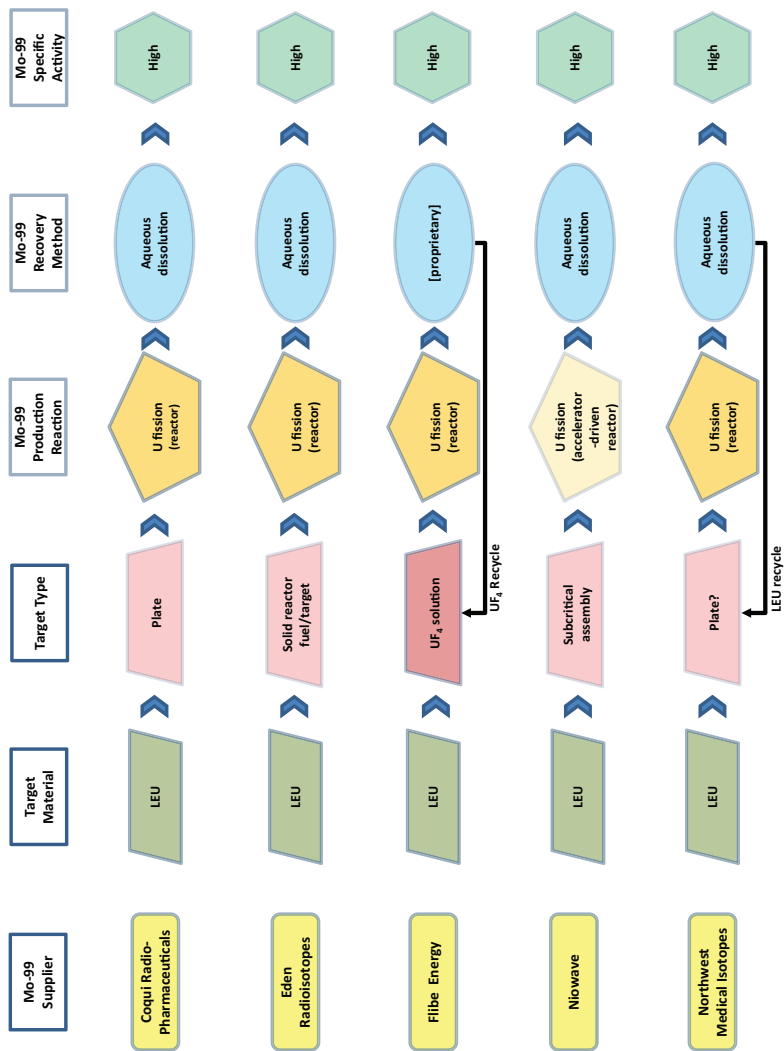 Mo-99
Supplier
Target
Material
Target Type
Mo-99
Production
Reaction
Mo-99
Recovery
Method
Mo-99
Specific
Activity
Coqui Radio-
Pharmaceuticals
LEU
Plate
U fission
(reactor)
Aqueous
dissolution
High
Eden
Radioisotopes
LEU
Solid reactor
fuel/target
U fission
(reactor)
Aqueous
dissolution
High
Flibe Energy
LEU
UF₄ solution
U fission
(reactor)
[proprietary]
High
UF₄ Recycle
Niowave
LEU
Subcritical
assembly
U fission
(accelerator
-driven
reactor)
Aqueous
dissolution
High
Northwest
Medical Isotopes
LEU
Plate?
U fission
(reactor)
Aqueous
dissolution
High
LEU recycle